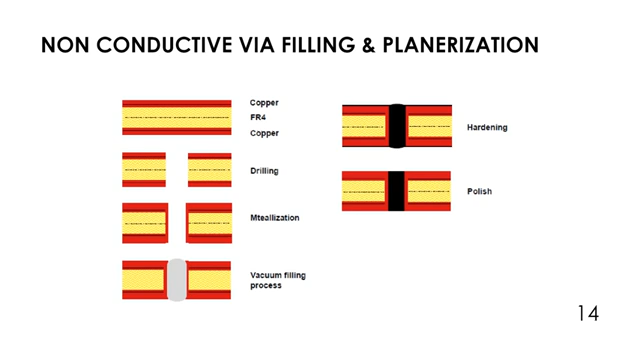 NON CONDUCTIVE VIA FILLING & PLANERIZATION
Copper
FR4
Copper
Drilling
Mteallization
Vacuum filling
process
Hardening
Polish
14